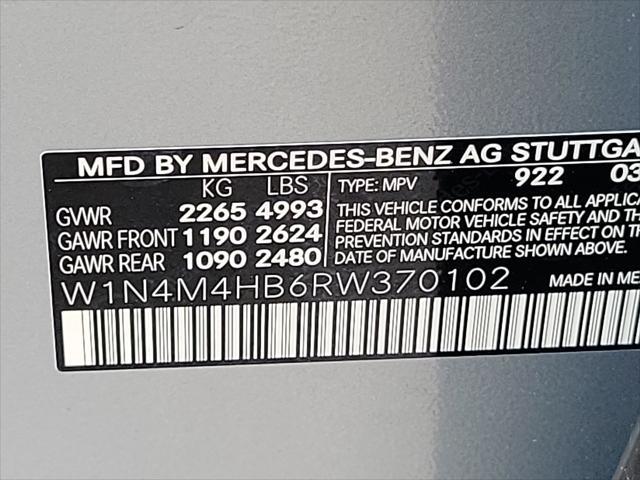 MFD BY MERCEDES-BENZ AG STUTTGA
KG LBS TYPE: MPV 922 03
GVWR 2265 4993
GAWR FRONT 1190 2624
GAWR REAR 1090 2480
THIS VEHICLE CONFORMS TO ALL APPLICA
FEDERAL MOTOR VEHICLE SAFETY AND TH
PREVENTION STANDARDS IN EFFECT ON TH
DATE OF MANUFACTURE SHOWN ABOVE.
W1N4M4HB6RW370102 MADE IN ME